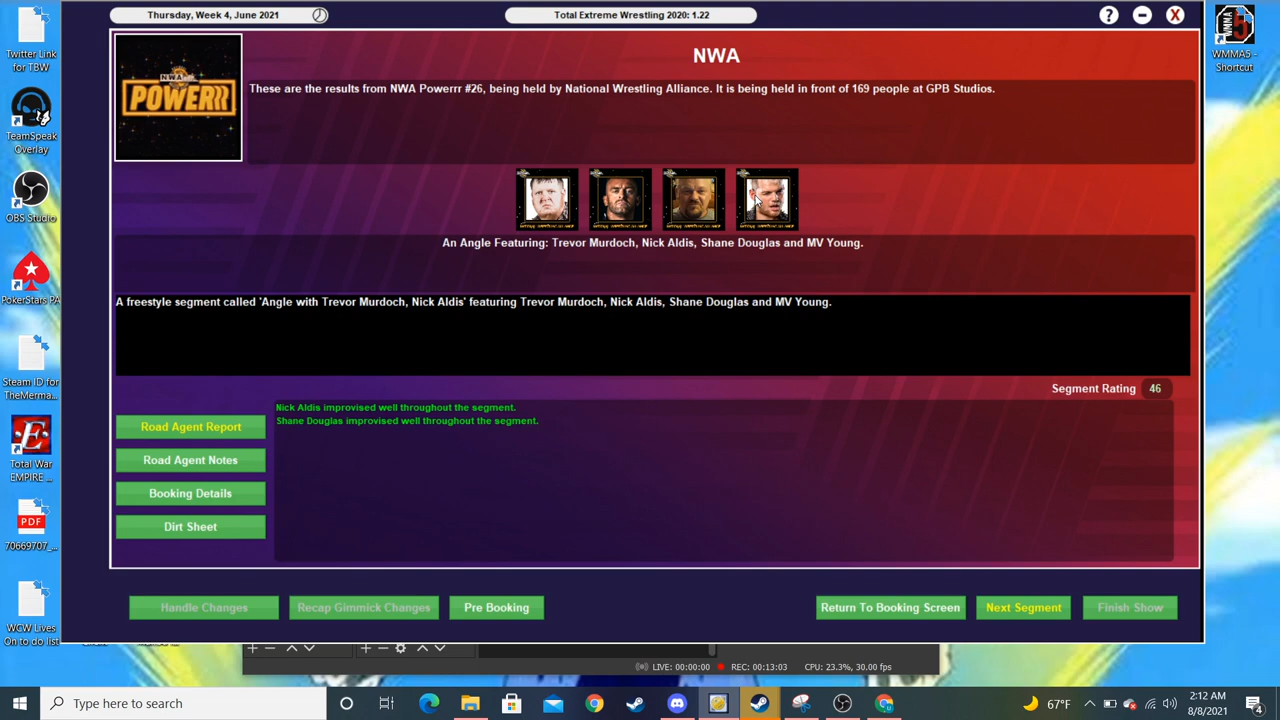 Thursday, Week 4, June 2021
Total Extreme Wrestling 2020: 1.22
?
X
Twitter Link
for TBW
TeamSpeak
Overlay
OBS Studio
PokerStars PA
Steam ID for
TheMerma...
Total War
EMPIRE ...
PDF
70669707_...
WCW Lives
On to do list
WMMA5 -
Shortcut
NWA
POWERRR
NWA
These are the results from NWA Powerrr #26, being held by National Wrestling Alliance. It is being held in front of 169 people at GPB Studios.
An Angle Featuring: Trevor Murdoch, Nick Aldis, Shane Douglas and MV Young.
A freestyle segment called 'Angle with Trevor Murdoch, Nick Aldis' featuring Trevor Murdoch, Nick Aldis, Shane Douglas and MV Young.
Segment Rating 46
Nick Aldis improvised well throughout the segment.
Shane Douglas improvised well throughout the segment.
Road Agent Report
Road Agent Notes
Booking Details
Dirt Sheet
Handle Changes
Recap Gimmick Changes
Pre Booking
Return To Booking Screen
Next Segment
Finish Show
LIVE: 00:00:00
REC: 00:13:03
CPU: 23.3%, 30.00 fps
Type here to search
67°F
2:12 AM
8/8/2021
4